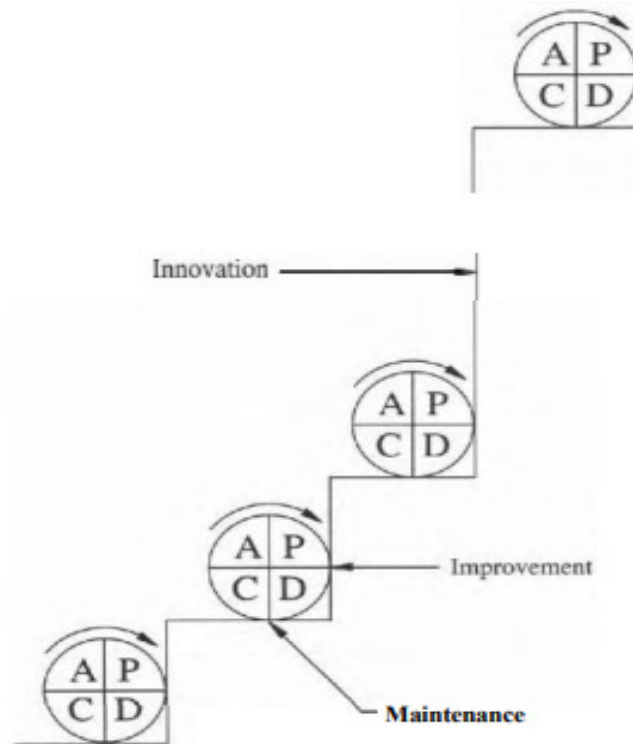 A P
C D
Innovation
A P
C D
A P
C D
Improvement
A P
C D
Maintenance